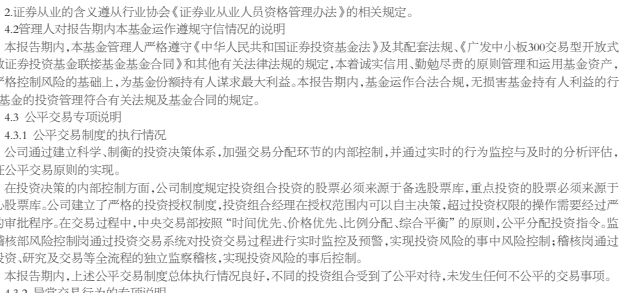 2.证券从业的含义遵从行业协会《证券业从业人员资格管理办法》的相关规定。
4.2管理人对报告期内本基金运作遵规守信情况的说明
本报告期内,本基金管理人严格遵守《中华人民共和国证券投资基金法》及其配套法规、《广发中小板300交易型开放式
数证券投资基金联接基金基金合同》和其他有关法律法规的规定,本着诚实信用、勤勉尽责的原则管理和运用基金资产,
严格控制风险的基础上,为基金份额持有人谋求最大利益。本报告期内,基金运作合法合规,无损害基金持有人利益的行
基金的投资管理符合有关法规及基金合同的规定。
4.3 公平交易专项说明
4.3.1 公平交易制度的执行情况
公司通过建立科学、制衡的投资决策体系,加强交易分配环节的内部控制,并通过实时的行为监控与及时的分析评估,
证公平交易原则的实现。
在投资决策的内部控制方面,公司制度规定投资组合投资的股票必须来源于备选股票库,重点投资的股票必须来源于
心股票库。公司建立了严格的投资授权制度,投资组合经理在授权范围内可以自主决策,超过投资权限的操作需要经过严
的审批程序。在交易过程中,中央交易部按照“时间优先、价格优先、比例分配、综合平衡”的原则,公平分配投资指令。监
稽核部风险控制岗通过投资交易系统对投资交易过程进行实时监控及预警,实现投资风险的事中风险控制;稽核岗通过
投资、研究及交易等全流程的独立监察稽核,实现投资风险的事后控制。
本报告期内,上述公平交易制度总体执行情况良好,不同的投资组合受到了公平对待,未发生任何不公平的交易事项。
4.3.2 异常交易行为的专项说明